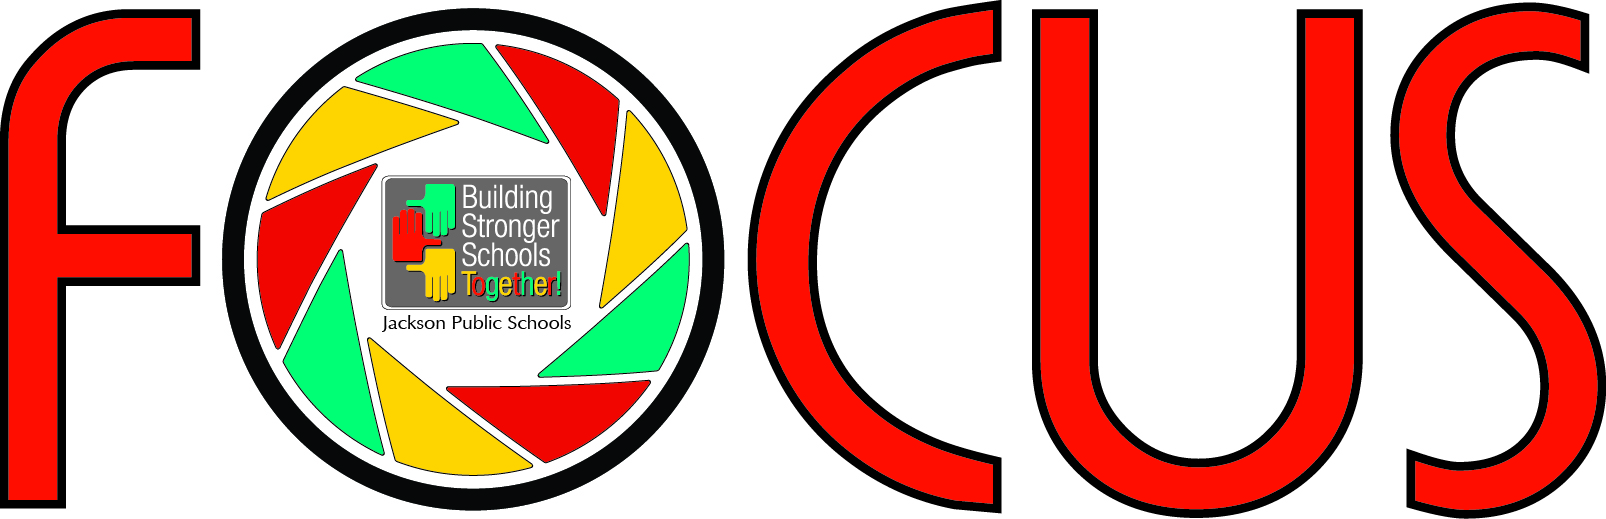 FOCUS
Building
Stronger
Schools
Together!
Jackson Public Schools